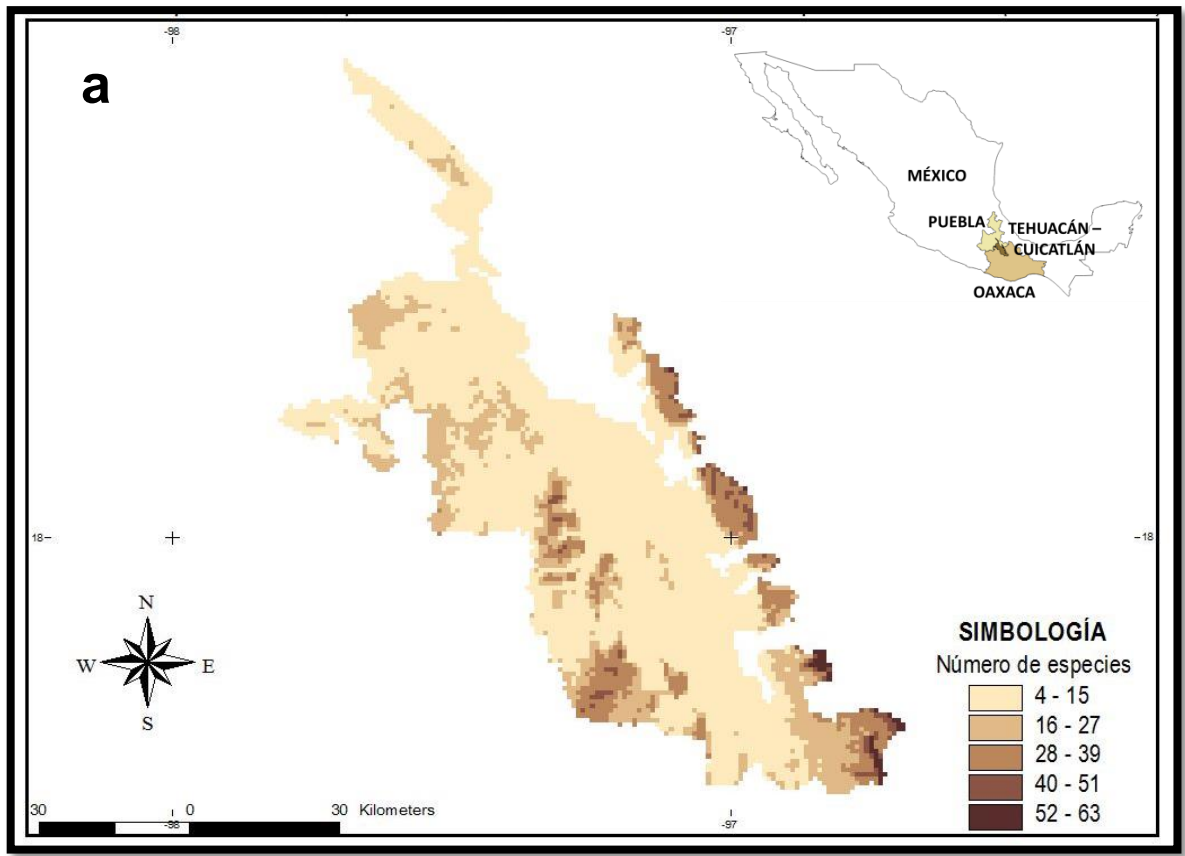 -98
-97
a
MÉXICO
PUEBLA
TEHUACÁN –
CUICATLÁN
OAXACA
18
-18
N
W
E
S
SIMBOLOGÍA
Número de especies
4 - 15
16 - 27
28 - 39
40 - 51
52 - 63
30
0
30
Kilometers
-98
-97